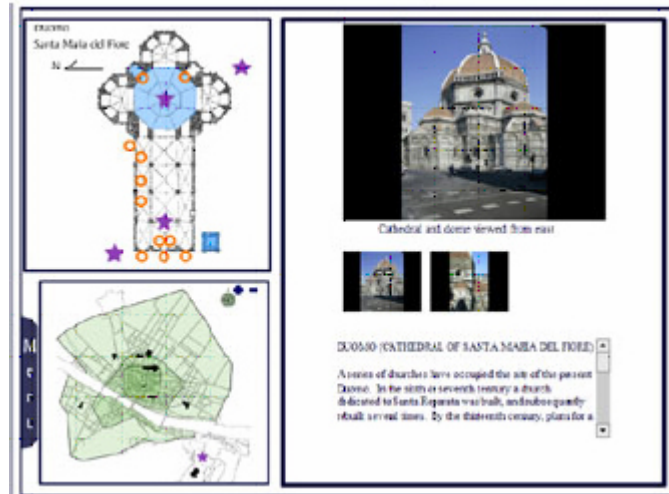 DUOMO
Santa Maria del Fiore
N
Menu
Cathedral and dome viewed from east
DUOMO (CATHEDRAL OF SANTA MARIA DEL FIORE)
A series of churches have occupied the site of the present
Duomo. In the sixth or seventh century a church
dedicated to Santa Reparata was built, and subsequently
rebuilt several times. By the thirteenth century, plans for a